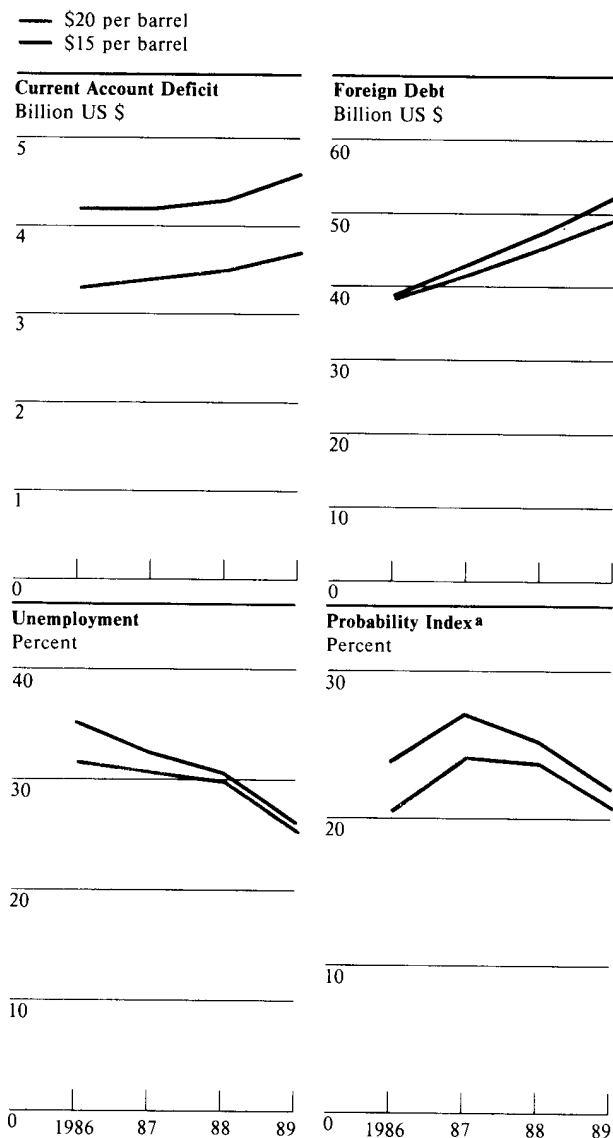 $20 per barrel
$15 per barrel
Current Account Deficit
Billion US $
5
4
3
2
1
0
Foreign Debt
Billion US $
60
50
40
30
20
10
0
Unemployment
Percent
40
30
20
10
0
1986 87 88 89
Probability Index a
Percent
30
20
10
0
1986 87 88 89